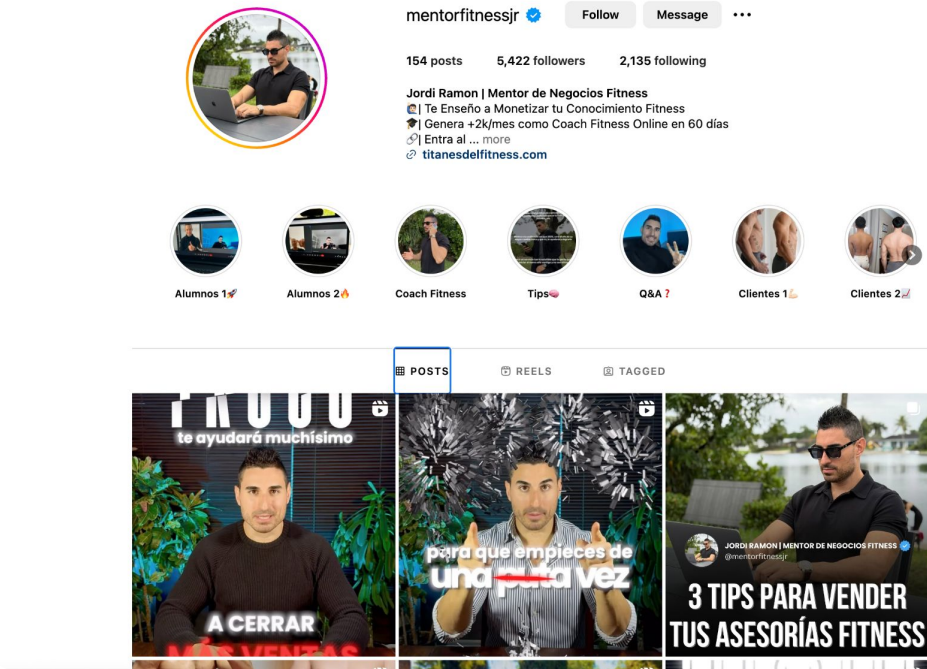 mentorfitnessjr
Follow
Message
154 posts
5,422 followers
2,135 following
Jordi Ramon | Mentor de Negocios Fitness
| Te Enseño a Monetizar tu Conocimiento Fitness
| Genera +2k/mes como Coach Fitness Online en 60 días
| Entra al ... more
titanesdelfitness.com
Alumnos 1🚀
Alumnos 2🔥
Coach Fitness
Tips🧠
Q&A❓
Clientes 1💪🏻
Clientes 2📈
POSTS
REELS
TAGGED
te ayudará muchísimo
A CERRAR
MÁS VENTAS
para que empieces de
una puta vez
JORDI RAMON | MENTOR DE NEGOCIOS FITNESS
@mentorfitnessjr
3 TIPS PARA VENDER
TUS ASESORÍAS FITNESS